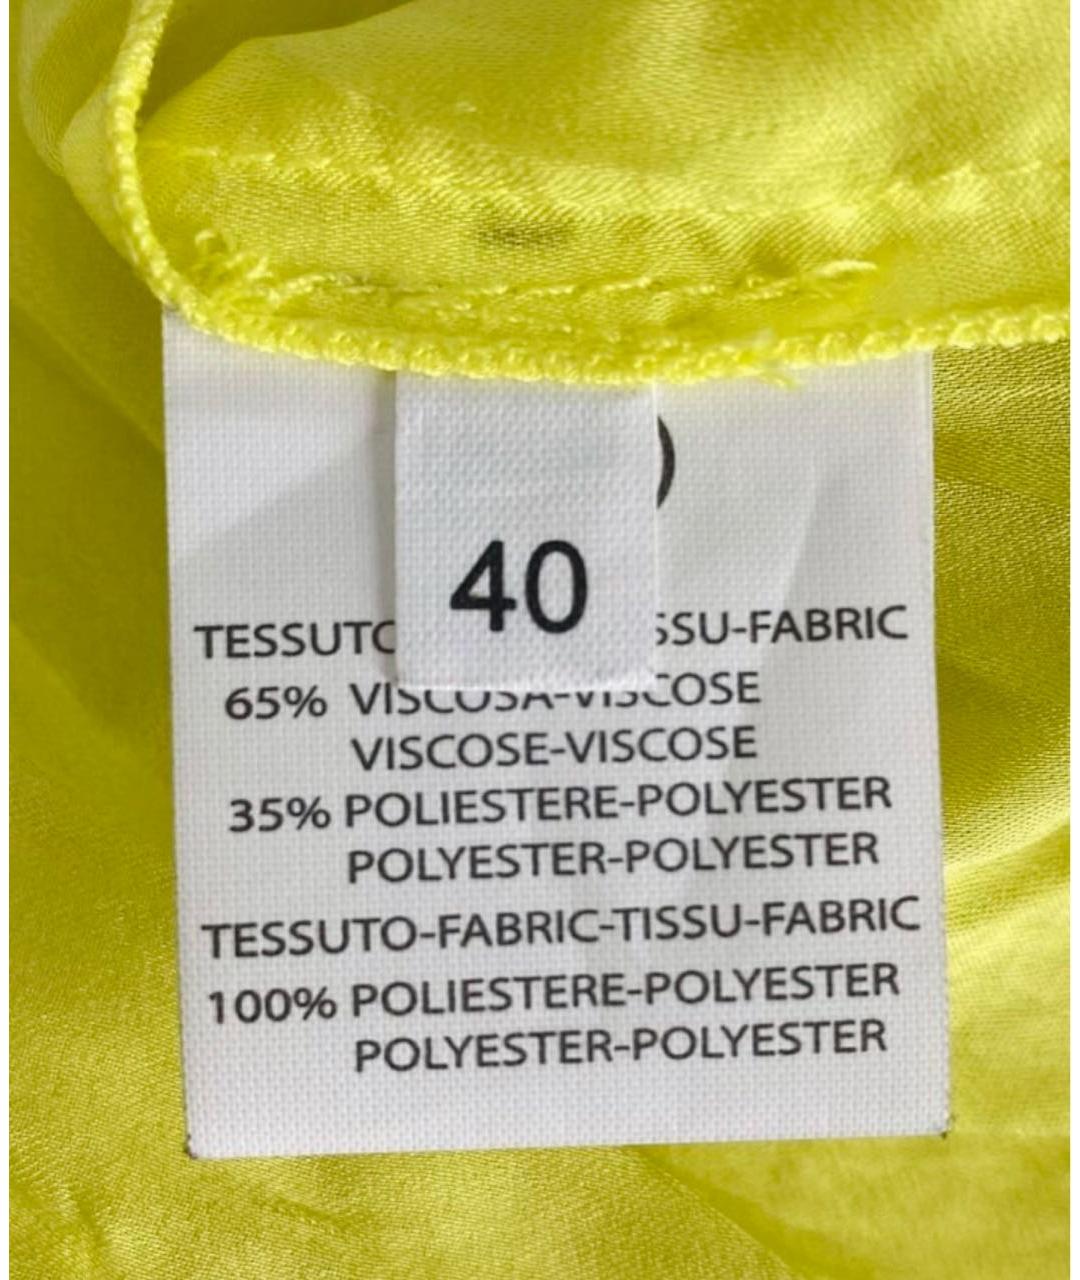 40
TESSUTO SSU-FABRIC
65% VISCOSA-VISCOSE
VISCOSE-VISCOSE
35% POLIESTERE-POLYESTER
POLYESTER-POLYESTER
TESSUTO-FABRIC-TISSU-FABRIC
100% POLIESTERE-POLYESTER
POLYESTER-POLYESTER